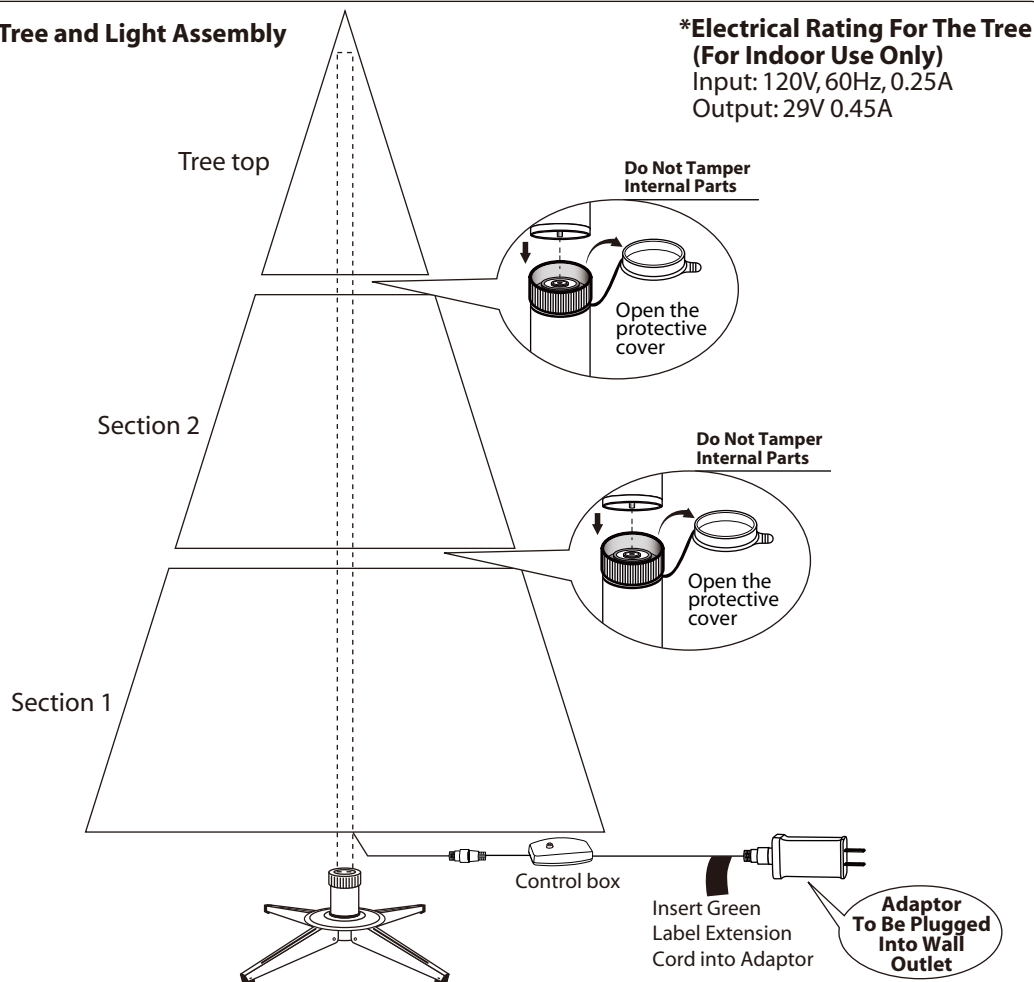 Tree and Light Assembly
*Electrical Rating For The Tree
(For Indoor Use Only)
Input: 120V, 60Hz, 0.25A
Output: 29V 0.45A
Tree top
Do Not Tamper
Internal Parts
Open the
protective
cover
Section 2
Do Not Tamper
Internal Parts
Open the
protective
cover
Section 1
Control box
Insert Green
Label Extension
Cord into Adaptor
Adaptor
To Be Plugged
Into Wall
Outlet